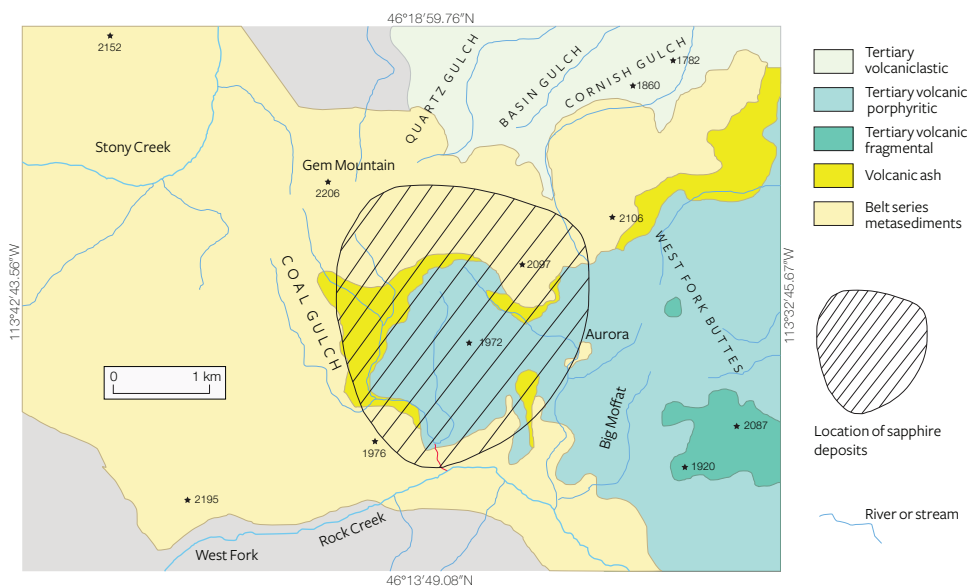 46°18′59.76″N
2152
Stony Creek
Gem Mountain
2206
QUARTZ GULCH
BASIN GULCH
CORNISH GULCH
1782
1860
2106
2097
COAL GULCH
WEST FORK BUTTES
113°42′43.56″W
113°32′45.67″W
Aurora
1972
0 1 km
Big Moffat
2087
1920
1976
2195
Rock Creek
West Fork
46°13′49.08″N
Tertiary
volcaniclastic
Tertiary volcanic
porphyritic
Tertiary volcanic
fragmental
Volcanic ash
Belt series
metasediments
Location of sapphire
deposits
River or stream